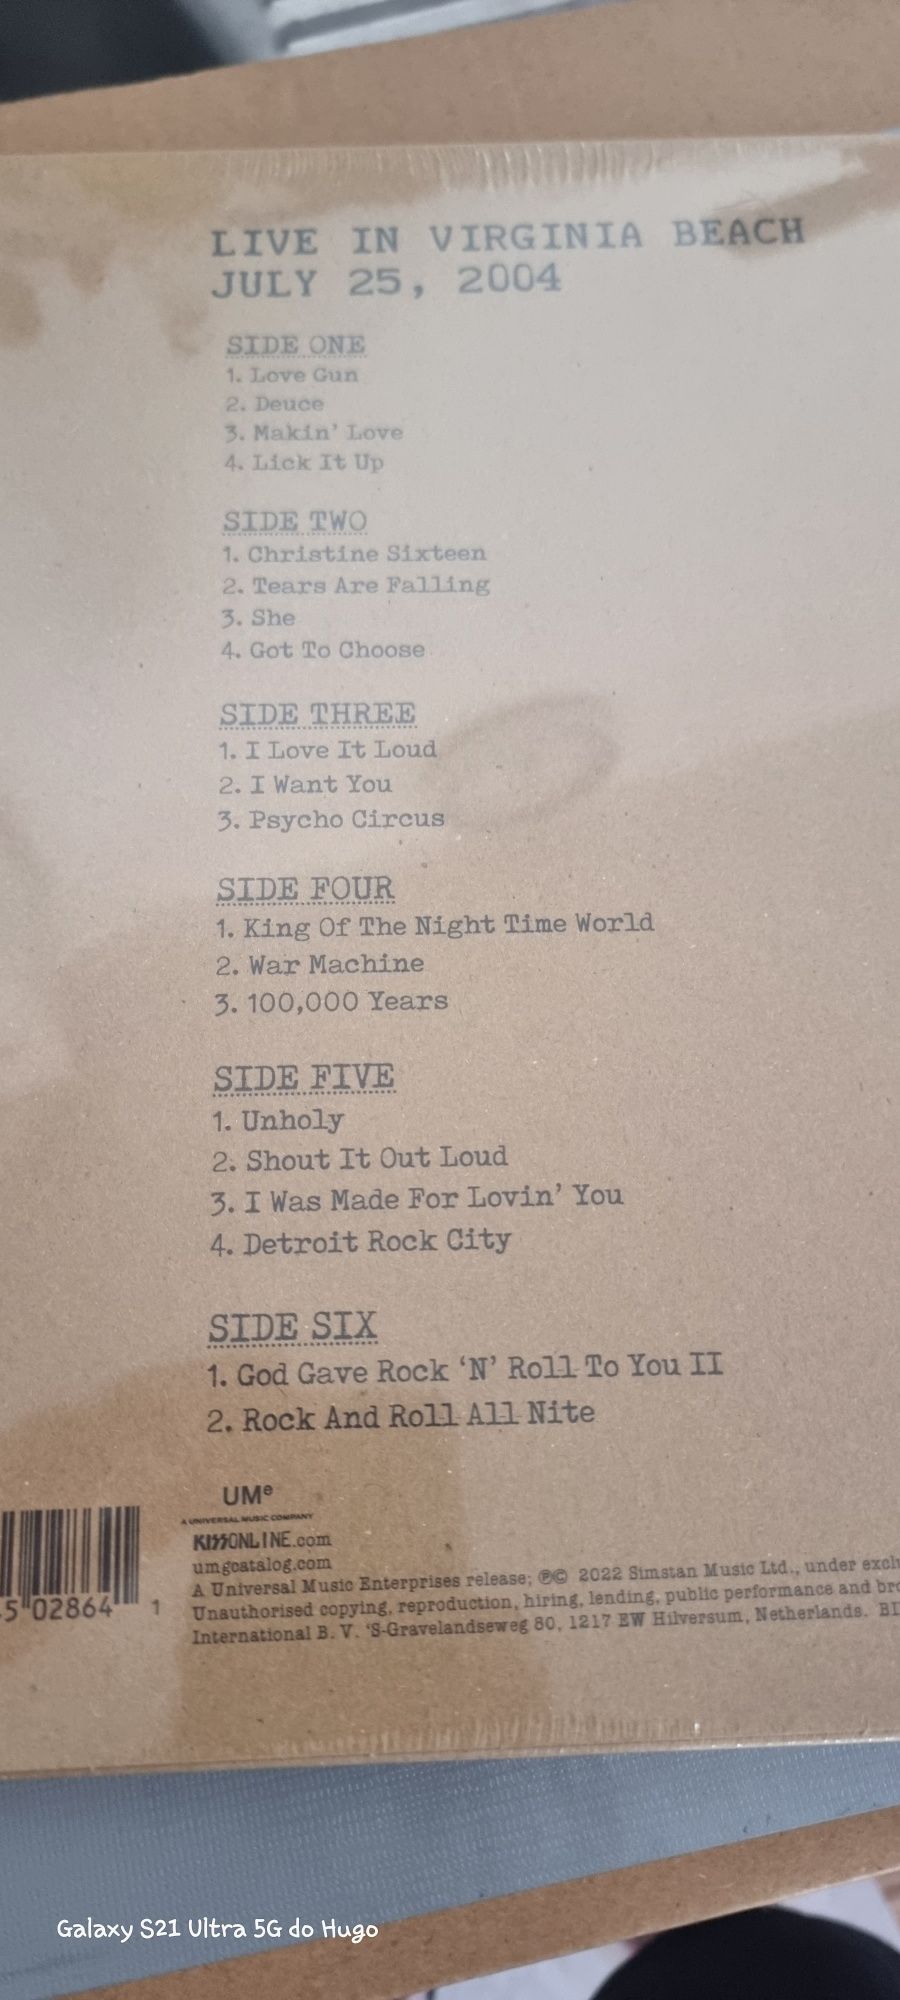 LIVE IN VIRGINIA BEACH
JULY 25, 2004
SIDE ONE
1. Love Gun
2. Deuce
3. Makin' Love
4. Lick It Up
SIDE TWO
1. Christine Sixteen
2. Tears Are Falling
3. She
4. Got To Choose
SIDE THREE
1. I Love It Loud
2. I Want You
3. Psycho Circus
SIDE FOUR
1. King Of The Night Time World
2. War Machine
3. 100,000 Years
SIDE FIVE
1. Unholy
2. Shout It Out Loud
3. I Was Made For Lovin' You
4. Detroit Rock City
SIDE SIX
1. God Gave Rock 'N' Roll To You II
2. Rock And Roll All Nite
UMe
A UNIVERSAL MUSIC COMPANY
KISSONLINE.com
umgcatalog.com
A Universal Music Enterprises release; ℗© 2022 Simstan Music Ltd., under
Unauthorised copying, reproduction, hiring, lending, public performance and
International B. V. 'S-Gravelandseweg 80, 1217 EW Hilversum, Netherlands.
5 02864 1
Galaxy S21 Ultra 5G do Hugo